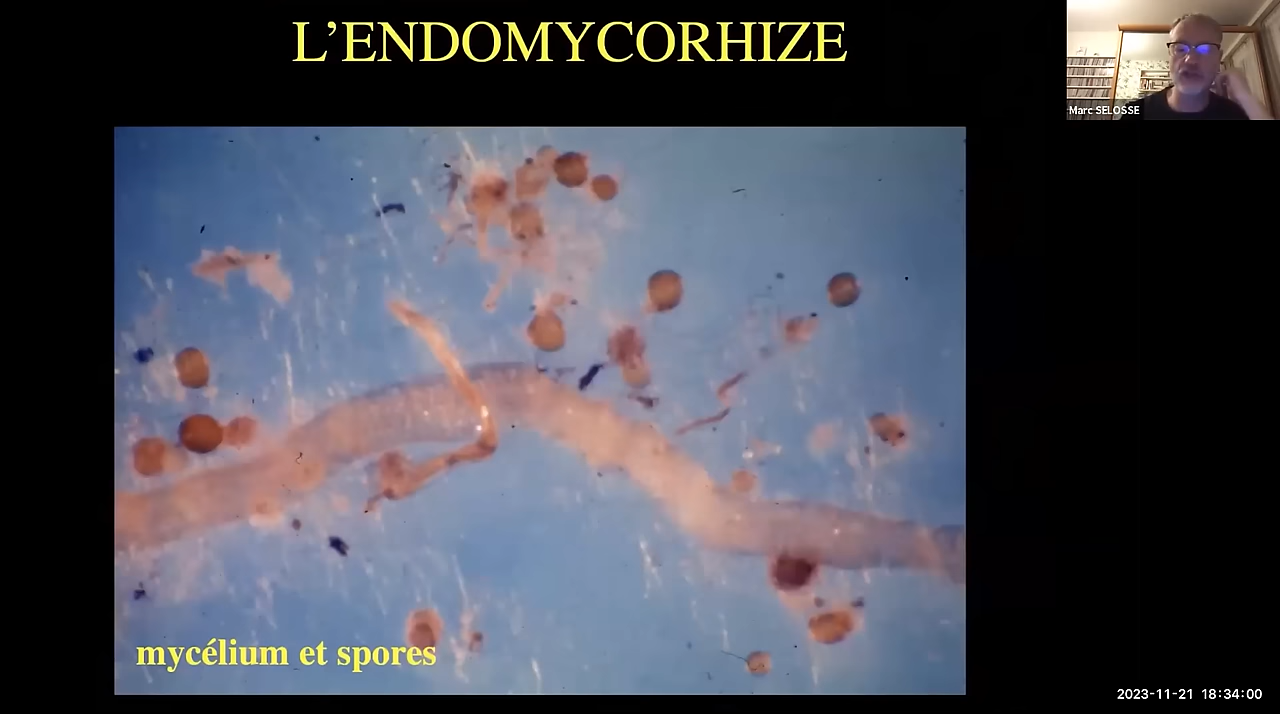 L'ENDOMYCORHIZE
Marc SELOSSE
mycélium et spores
2023-11-21 18:34:00